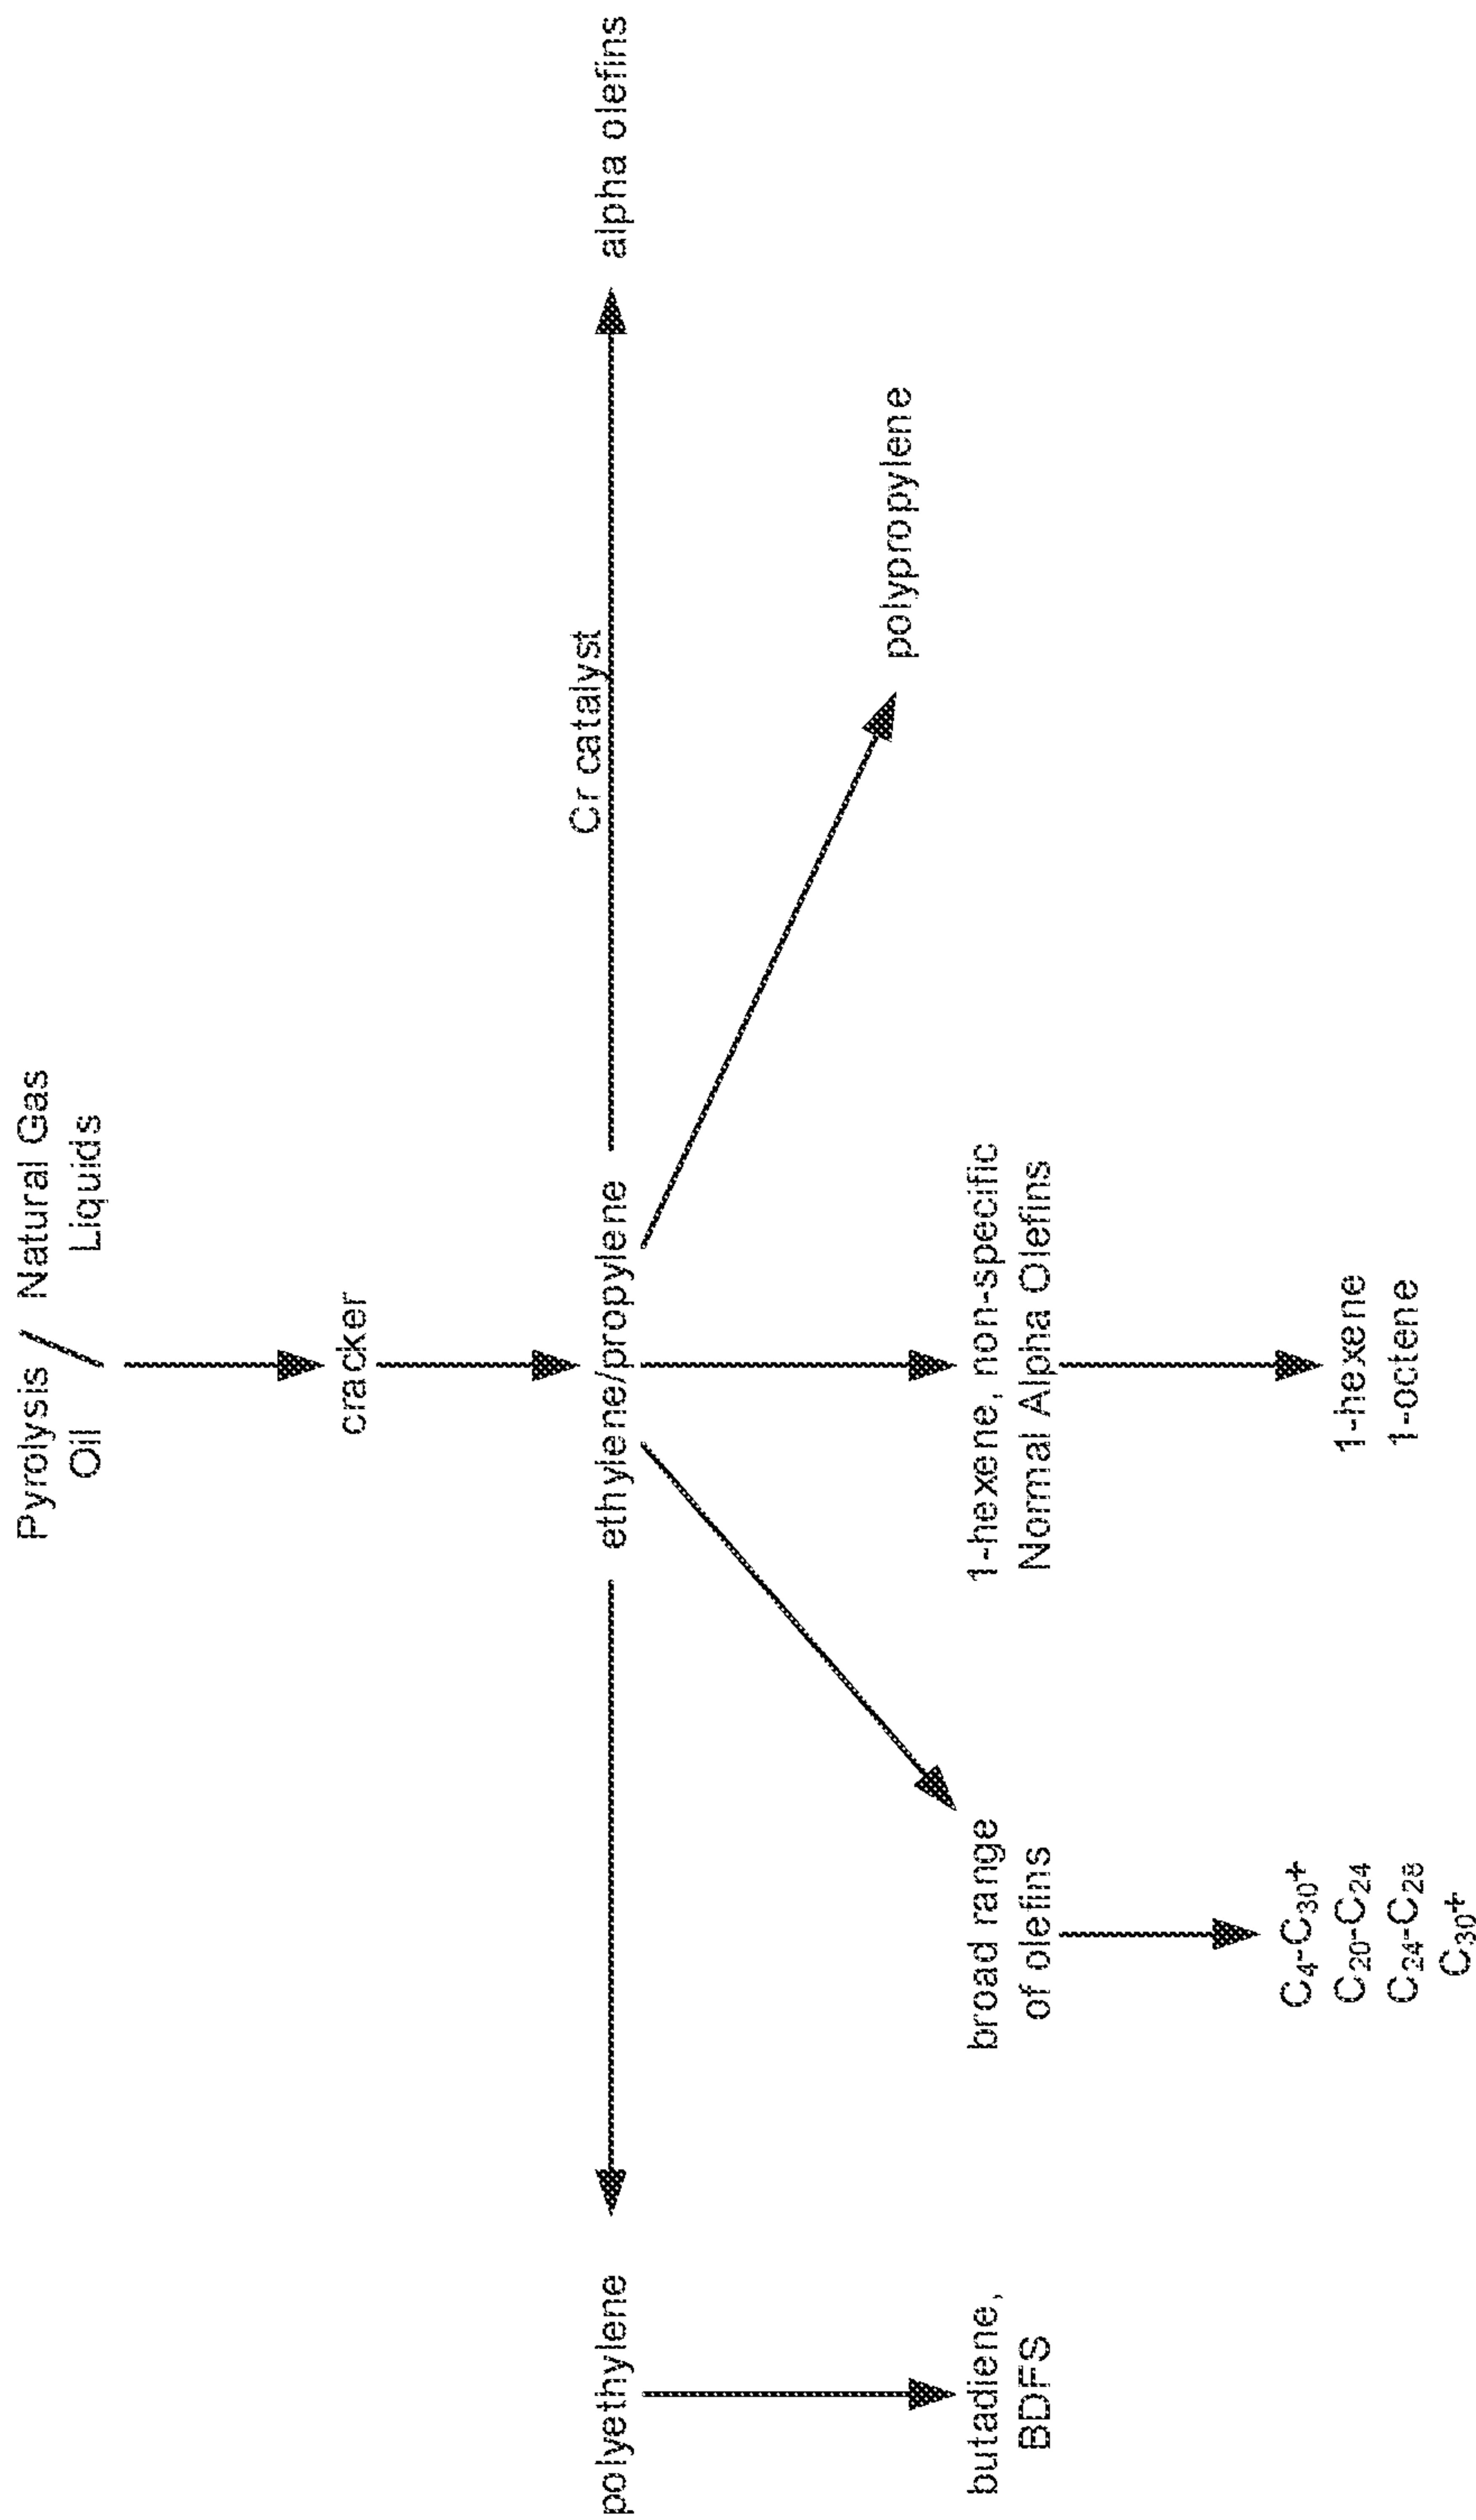 Pyrolysis / Natural Gas
Oil / Liquids
cracker
polyethylene
ethylene/propylene
Cr catalyst
alpha olefins
polypropylene
butadiene,
BDFS
broad range
of olefins
1-hexene, non-specific
Normal Alpha Olefins
C₄-C₃₀+
C₂₀-C₂₄
C₂₄-C₂₈
C₃₀+
1-hexene
1-octene